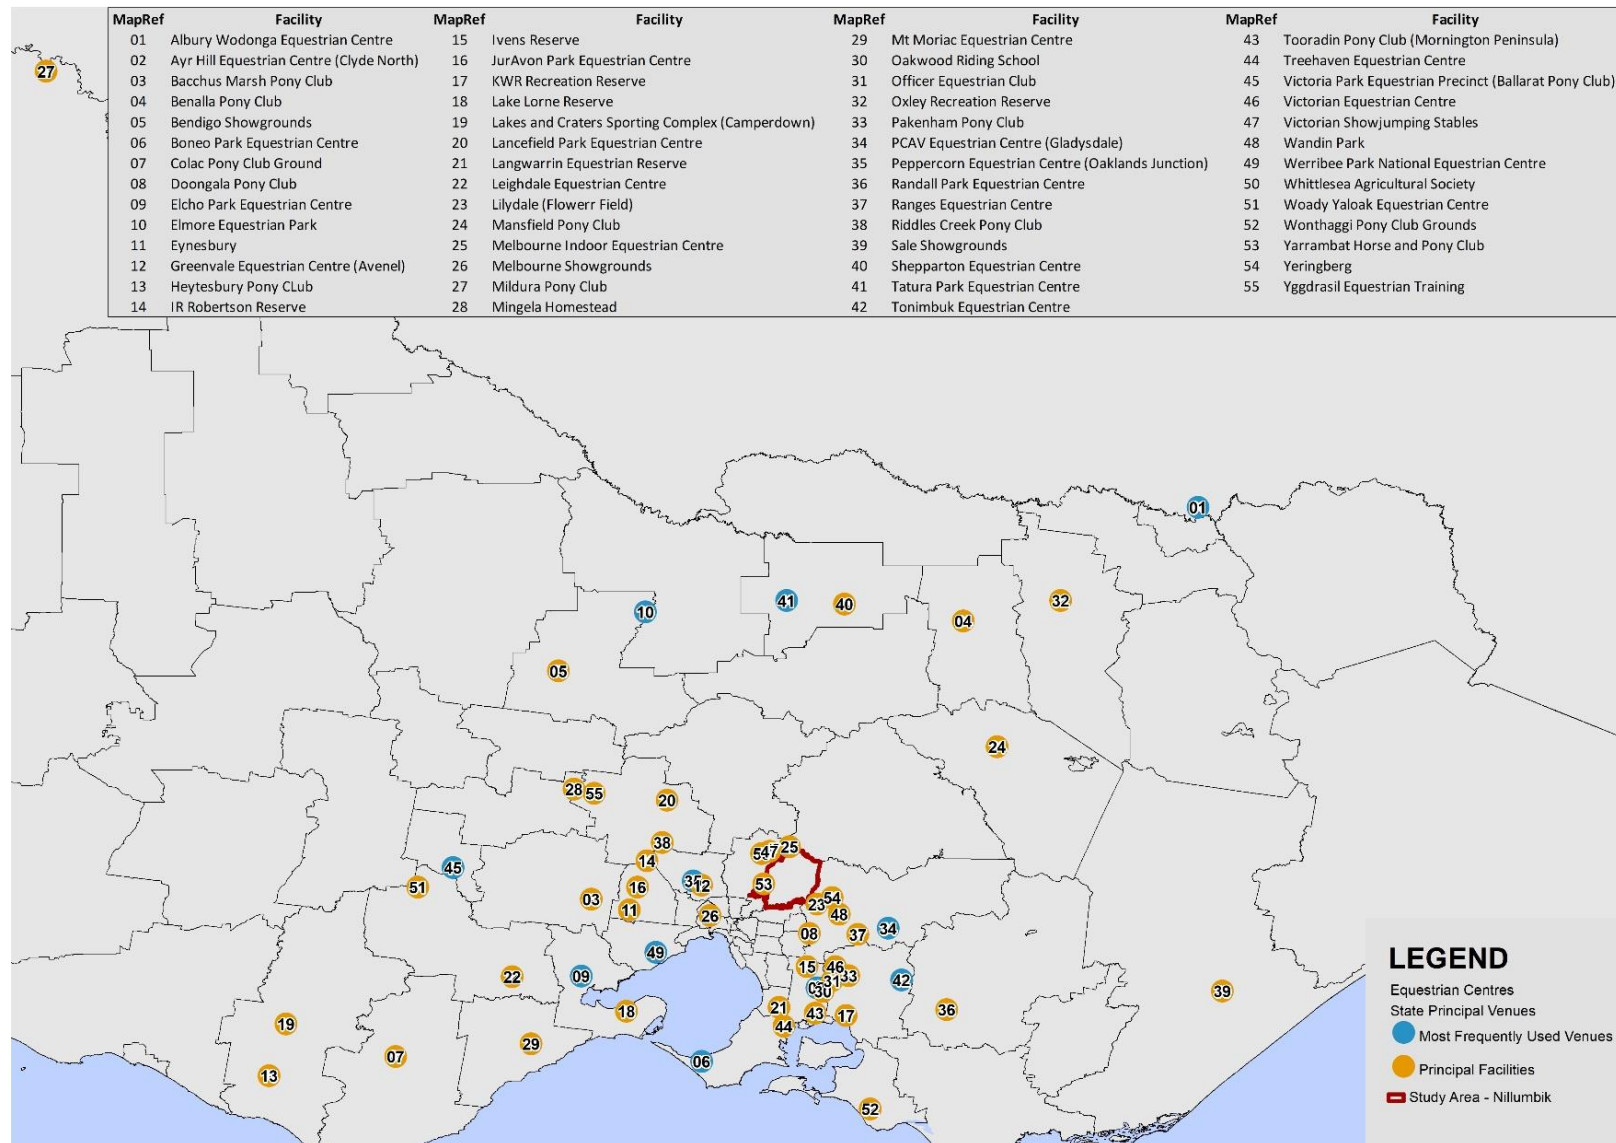 MapRef Facility MapRef Facility MapRef Facility MapRef Facility
01 Albury Wodonga Equestrian Centre 15 Ivens Reserve 29 Mt Moriac Equestrian Centre 43 Tooradin Pony Club (Mornington Peninsula)
02 Ayr Hill Equestrian Centre (Clyde North) 16 JurAvon Park Equestrian Centre 30 Oakwood Riding School 44 Treehaven Equestrian Centre
03 Bacchus Marsh Pony Club 17 KWR Recreation Reserve 31 Officer Equestrian Club 45 Victoria Park Equestrian Precinct (Ballarat Pony Club)
04 Benalla Pony Club 18 Lake Lorne Reserve 32 Oxley Recreation Reserve 46 Victorian Equestrian Centre
05 Bendigo Showgrounds 19 Lakes and Craters Sporting Complex (Camperdown) 33 Pakenham Pony Club 47 Victorian Showjumping Stables
06 Boneo Park Equestrian Centre 20 Lancefield Park Equestrian Centre 34 PCAV Equestrian Centre (Gladysdale) 48 Wandin Park
07 Colac Pony Club Ground 21 Langwarrin Equestrian Reserve 35 Peppercorn Equestrian Centre (Oaklands Junction) 49 Werribee Park National Equestrian Centre
08 Doongala Pony Club 22 Leighdale Equestrian Centre 36 Randall Park Equestrian Centre 50 Whittlesea Agricultural Society
09 Elcho Park Equestrian Centre 23 Lilydale (Flowerr Field) 37 Ranges Equestrian Centre 51 Woady Yaloak Equestrian Centre
10 Elmore Equestrian Park 24 Mansfield Pony Club 38 Riddles Creek Pony Club 52 Wonthaggi Pony Club Grounds
11 Eynesbury 25 Melbourne Indoor Equestrian Centre 39 Sale Showgrounds 53 Yarrambat Horse and Pony Club
12 Greenvale Equestrian Centre (Avenel) 26 Melbourne Showgrounds 40 Shepparton Equestrian Centre 54 Yeringberg
13 Heytesbury Pony CLub 27 Mildura Pony Club 41 Tatura Park Equestrian Centre 55 Yggdrasil Equestrian Training
14 IR Robertson Reserve 28 Mingela Homestead 42 Tonimbuk Equestrian Centre
27
01
41 40 32
10 04
05
24
28 55 20
38 47 25
14
45
51 16 12 53
03 54
11 26 23 48
08 37 34
49
15 46
22 09 31 33 42
30 39
18 21 43 17 36
19 44
29
07 06
13
52
LEGEND
Equestrian Centres
State Principal Venues
Most Frequently Used Venues
Principal Facilities
Study Area - Nillumbik